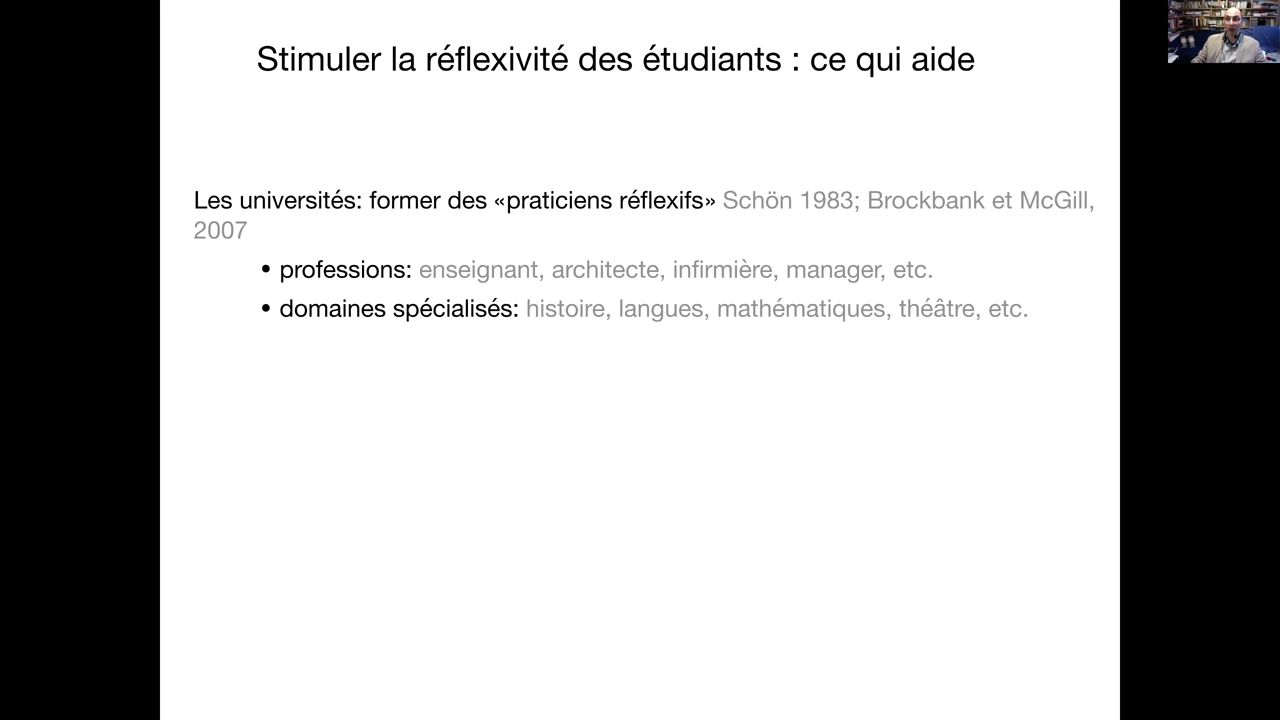 Stimuler la réflexivité des étudiants : ce qui aide
Les universités: former des «praticiens réflexifs» Schön 1983; Brockbank et McGill,
2007
• professions: enseignant, architecte, infirmière, manager, etc.
• domaines spécialisés: histoire, langues, mathématiques, théâtre, etc.